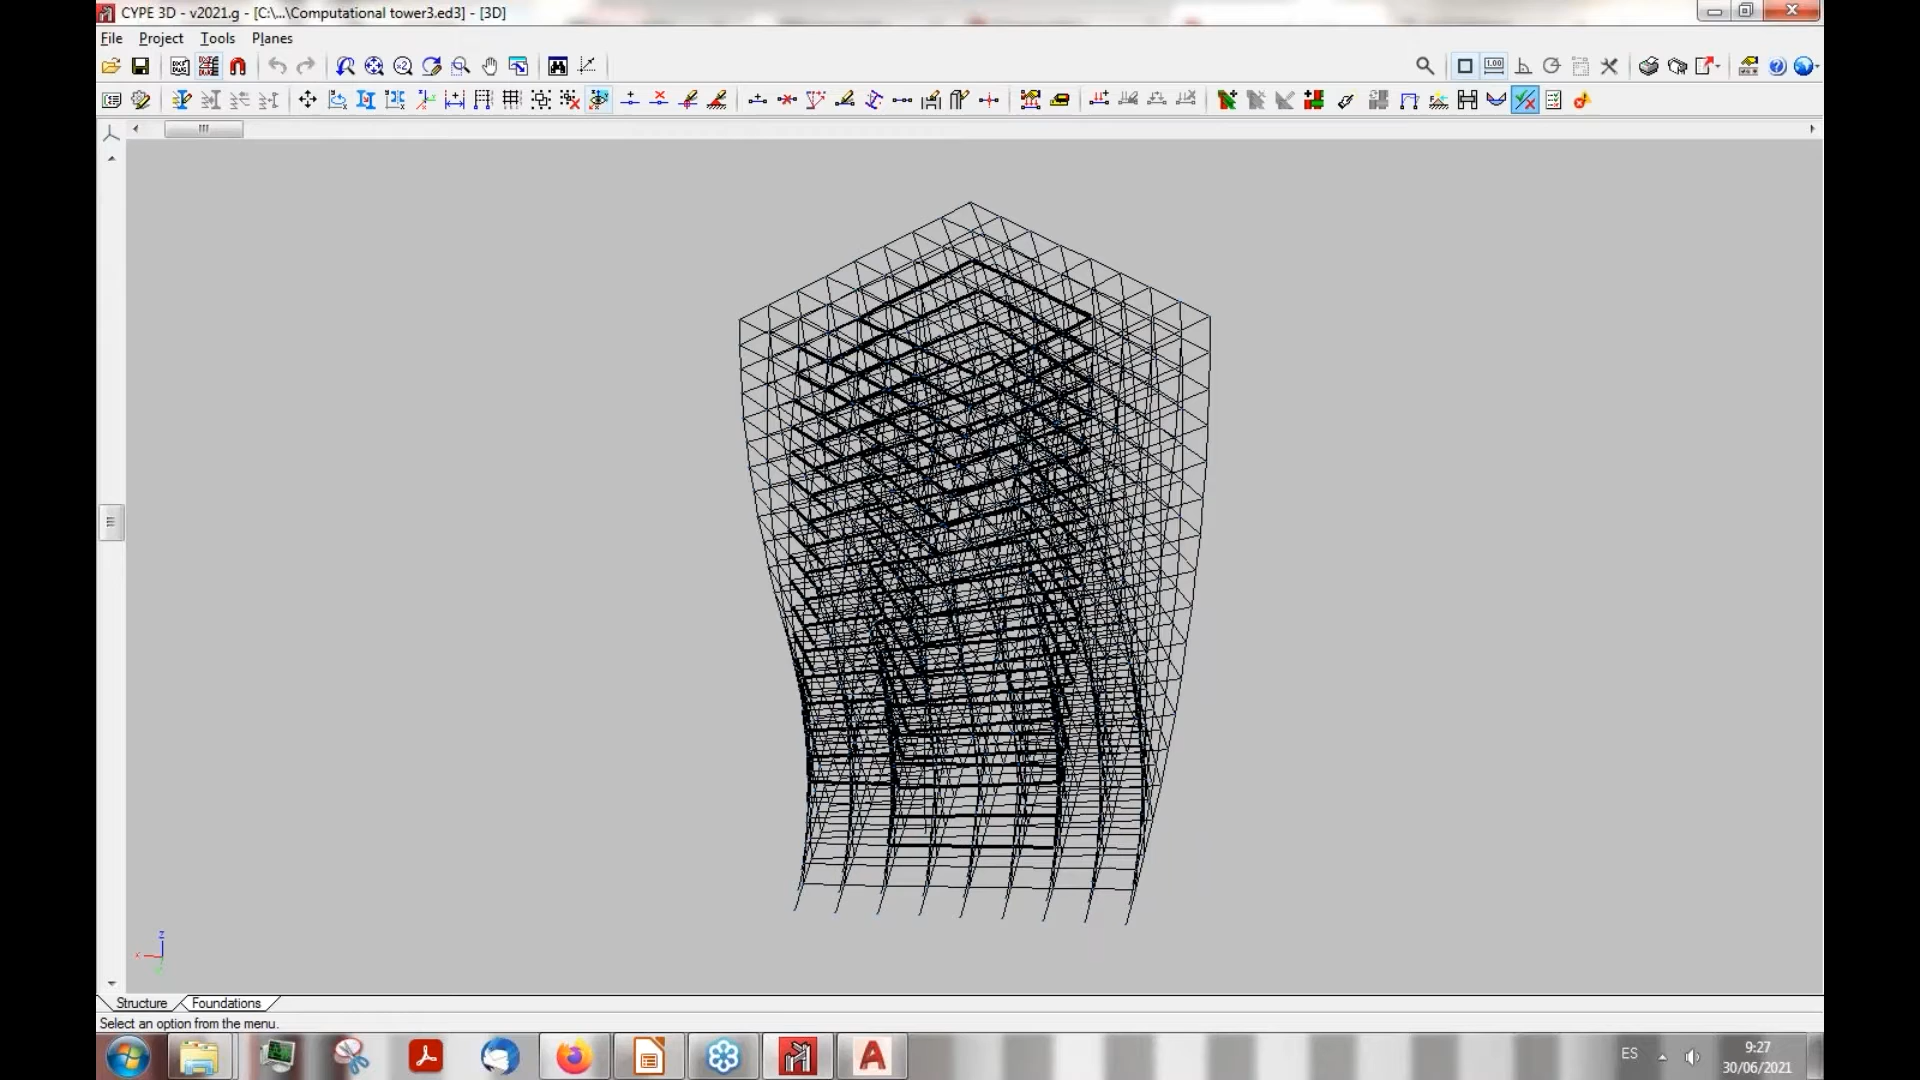 CYPE 3D - v2021.g - [C:\...\Computational tower3.ed3] - [3D]
File Project Tools Planes
z
x
Structure Foundations
Select an option from the menu.
ES
9:27
30/06/2021